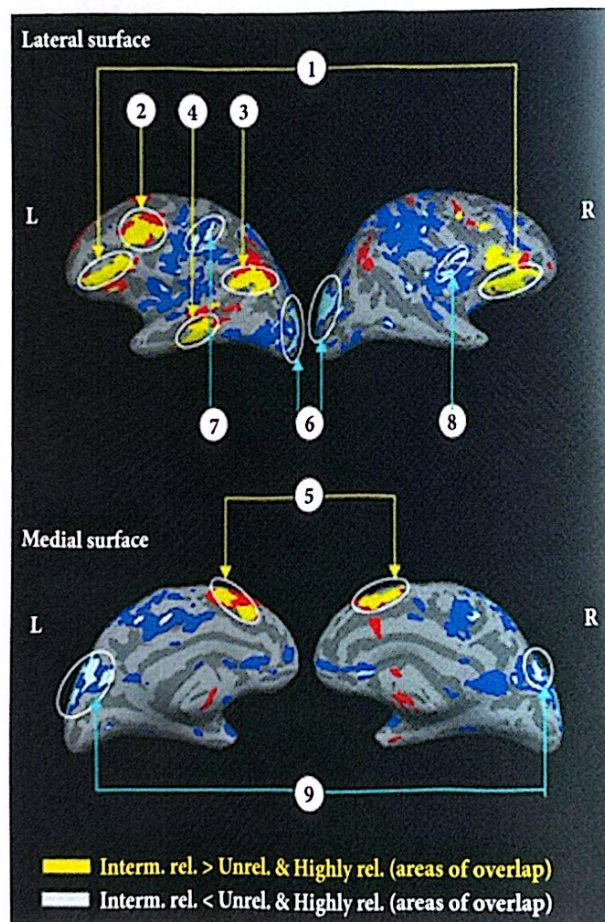 Lateral surface
1
2
4
3
L
R
7
6
8
5
Medial surface
L
R
9
Interm. rel. > Unrel. & Highly rel. (areas of overlap)
Interm. rel. < Unrel. & Highly rel. (areas of overlap)